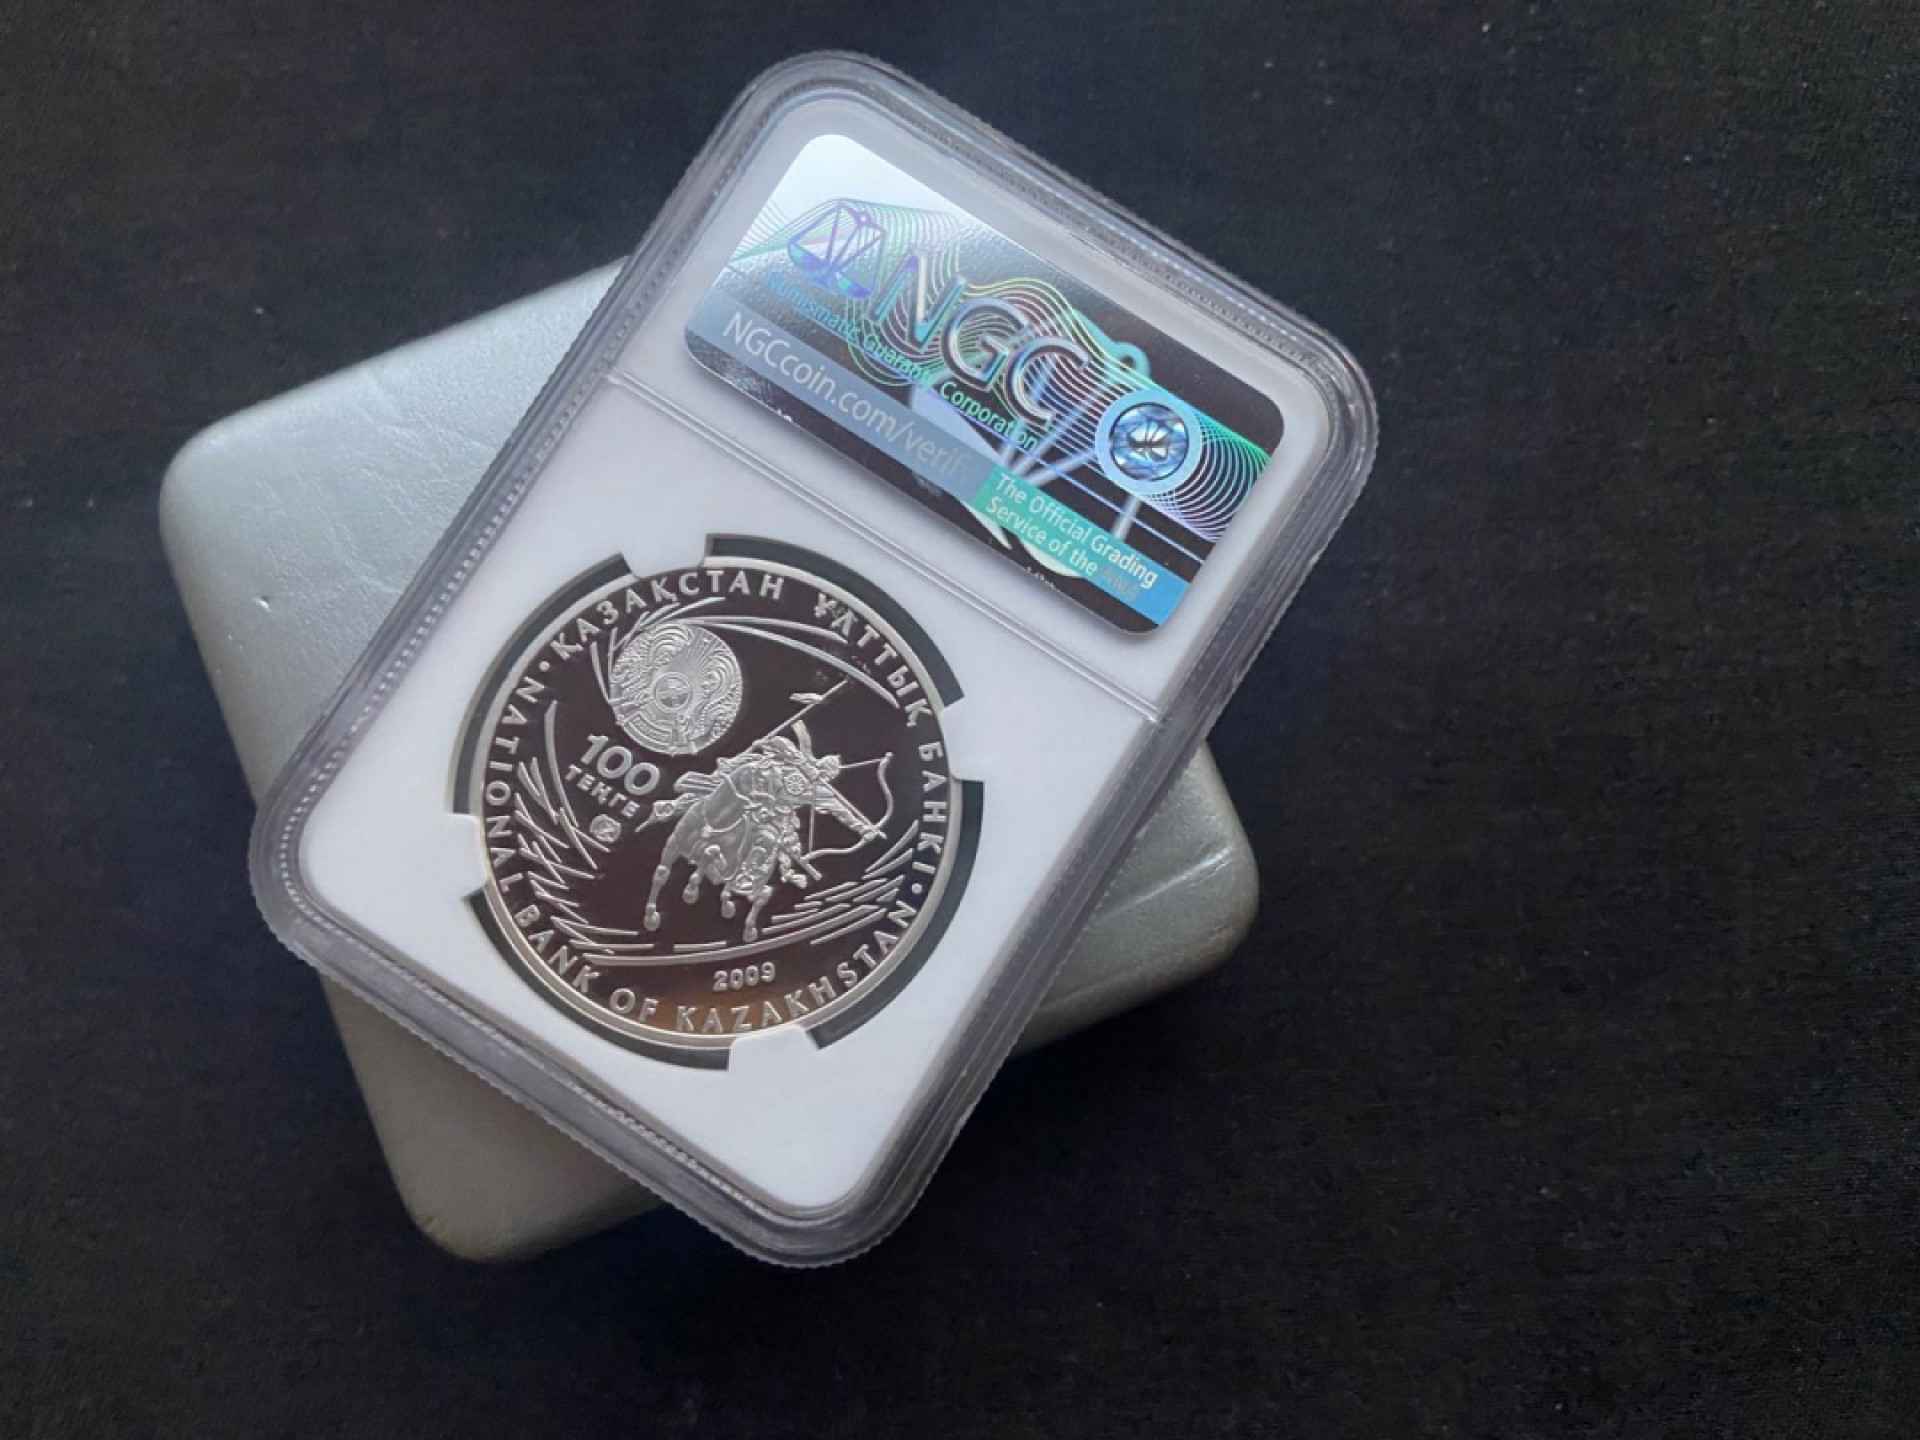 NGC
Numismatic Guaranty Corporation
NGCcoin.com/verify
The Official Grading
Service of the ANA
ҚАЗАҚСТАН ҰЛТТЫҚ БАНКІ
100
ТЕҢГЕ
2009
NATIONAL BANK OF KAZAKHSTAN